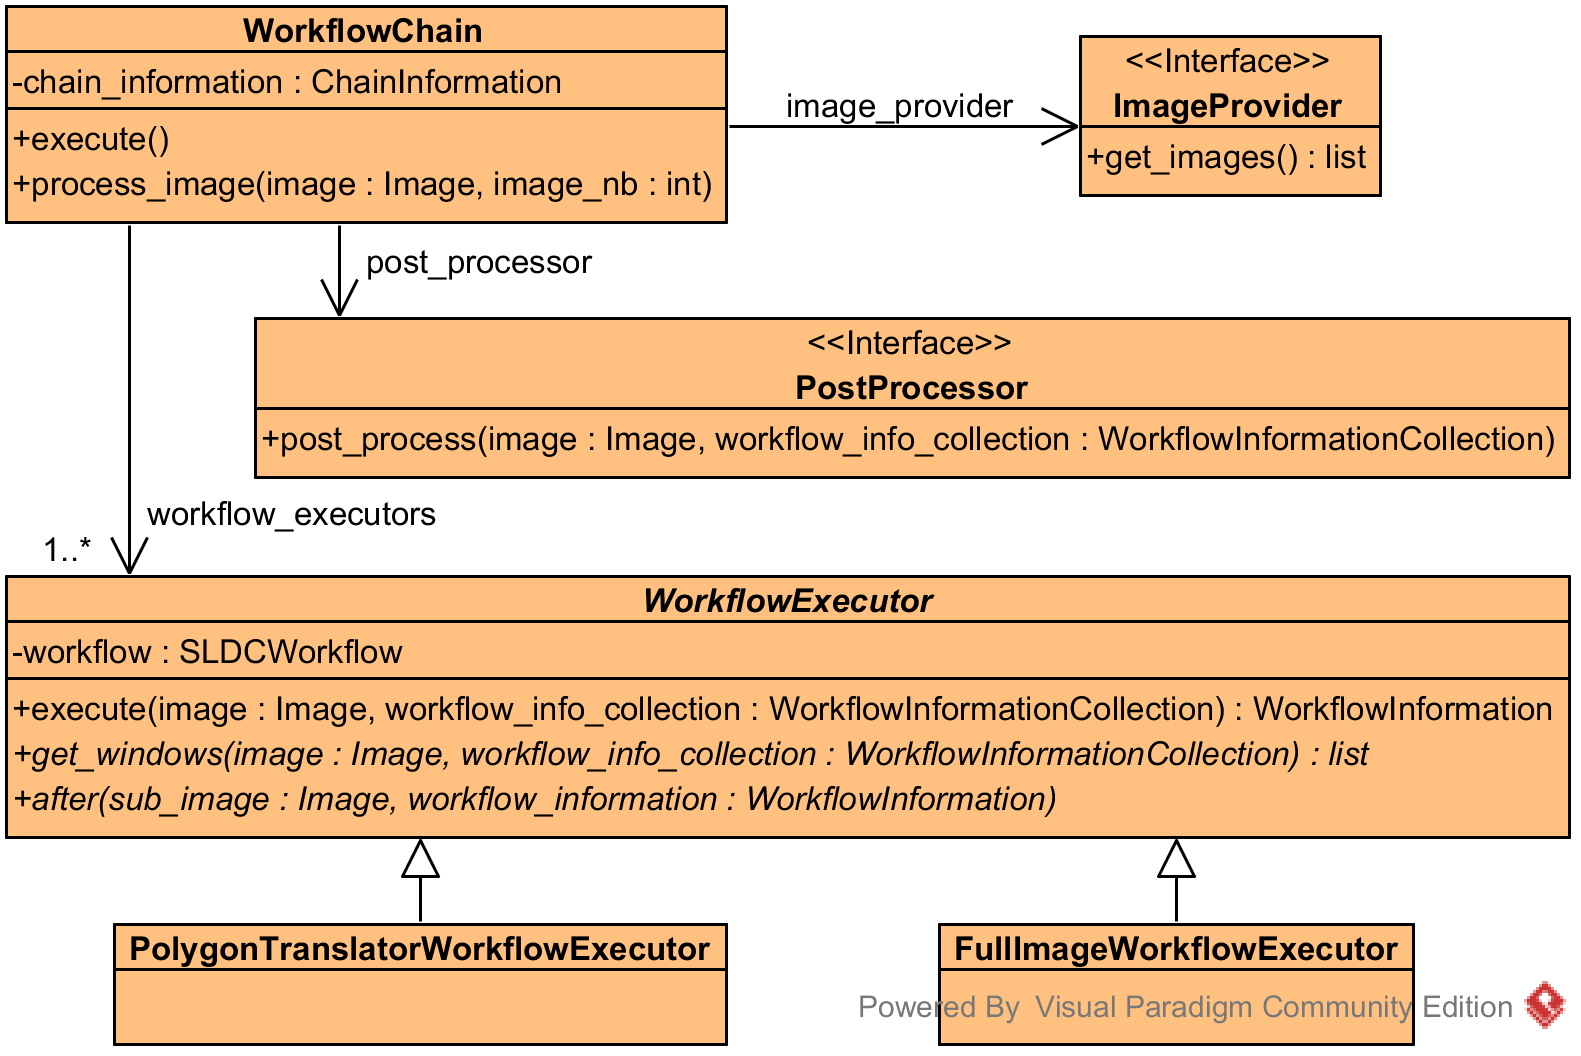 WorkflowChain
-chain_information : ChainInformation
+execute()
+process_image(image : Image, image_nb : int)
image_provider
<<Interface>>
ImageProvider
+get_images() : list
post_processor
<<Interface>>
PostProcessor
+post_process(image : Image, workflow_info_collection : WorkflowInformationCollection)
workflow_executors
1..*
WorkflowExecutor
-workflow : SLDCWorkflow
+execute(image : Image, workflow_info_collection : WorkflowInformationCollection) : WorkflowInformation
+get_windows(image : Image, workflow_info_collection : WorkflowInformationCollection) : list
+after(sub_image : Image, workflow_information : WorkflowInformation)
PolygonTranslatorWorkflowExecutor
FullImageWorkflowExecutor
Powered By Visual Paradigm Community Edition